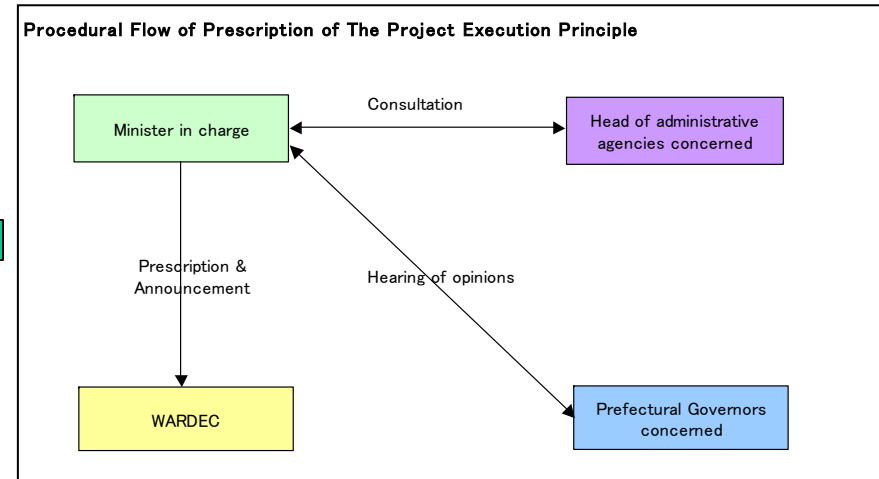 Procedural Flow of Prescription of The Project Execution Principle
Consultation
Minister in charge
Head of administrative
agencies concerned
Prescription &
Announcement
Hearing of opinions
WARDEC
Prefectural Governors
concerned